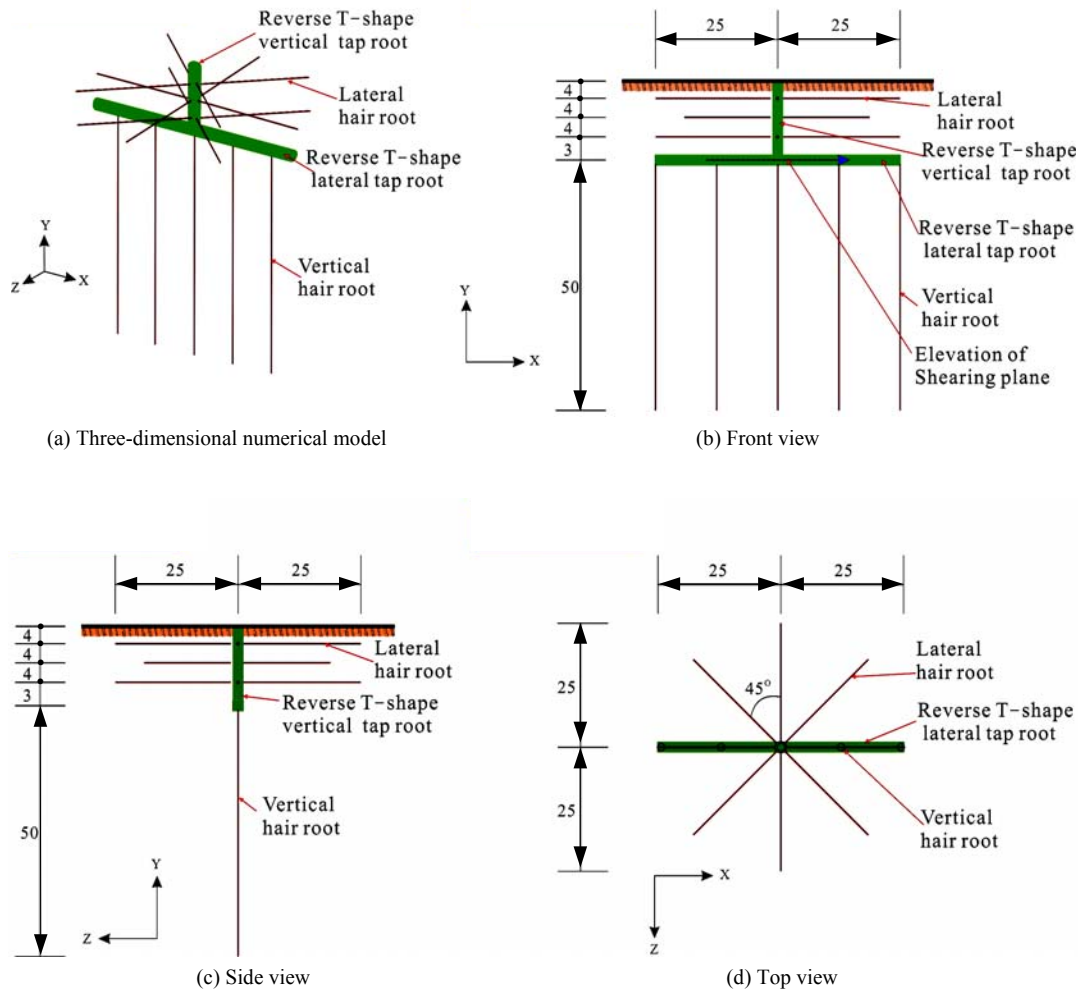 Reverse T-shape
vertical tap root
Lateral
hair root
Reverse T-shape
lateral tap root
Vertical
hair root
Y
X
Z
(a) Three-dimensional numerical model
25
25
4
4
4
3
50
Lateral
hair root
Reverse T-shape
vertical tap root
Reverse T-shape
lateral tap root
Vertical
hair root
Elevation of
Shearing plane
Y
X
(b) Front view
25
25
4
4
4
3
50
Lateral
hair root
Reverse T-shape
vertical tap root
Vertical
hair root
Y
Z
(c) Side view
25
25
25
25
45°
Lateral
hair root
Reverse T-shape
lateral tap root
Vertical
hair root
X
Z
(d) Top view